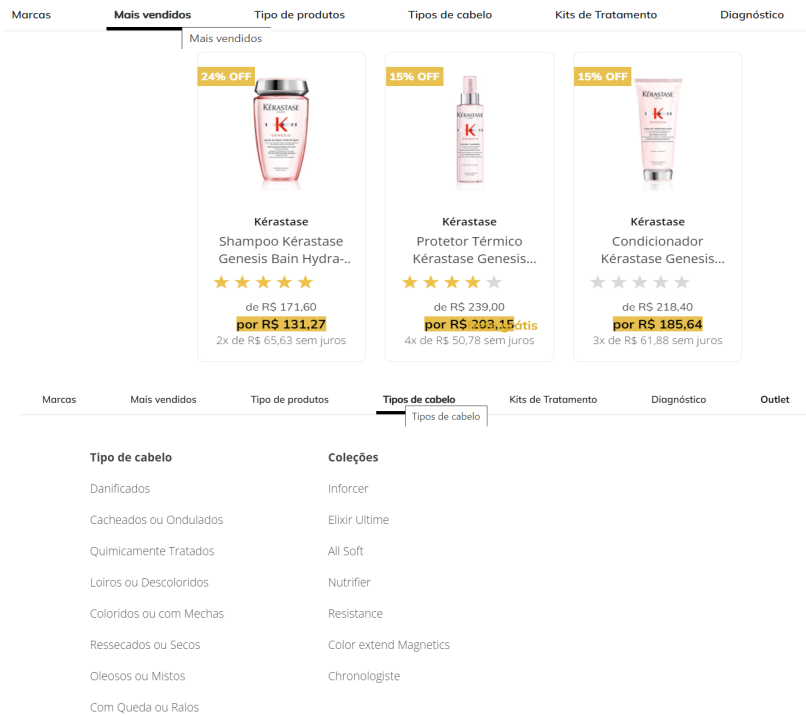 Marcas Mais vendidos Tipo de produtos Tipos de cabelo Kits de Tratamento Diagnóstico
Mais vendidos
24% OFF 15% OFF 15% OFF
KÉRASTASE KÉRASTASE KÉRASTASE
GENESIS GENESIS GENESIS
Kérastase Kérastase Kérastase
Shampoo Kérastase Protetor Térmico Condicionador
Genesis Bain Hydra-.. Kérastase Genesis... Kérastase Genesis...
de R$ 171,60 de R$ 239,00 de R$ 218,40
por R$ 131,27 por R$ 203,15 por R$ 185,64
2x de R$ 65,63 sem juros 4x de R$ 50,78 sem juros 3x de R$ 61,88 sem juros
Marcas Mais vendidos Tipo de produtos Tipos de cabelo Kits de Tratamento Diagnóstico Outlet
Tipos de cabelo
Tipo de cabelo Coleções
Danificados Inforcer
Cacheados ou Ondulados Elixir Ultime
Quimicamente Tratados All Soft
Loiros ou Descoloridos Nutrifier
Coloridos ou com Mechas Resistance
Ressecados ou Secos Color extend Magnetics
Oleosos ou Mistos Chronologiste
Com Queda ou Ralos